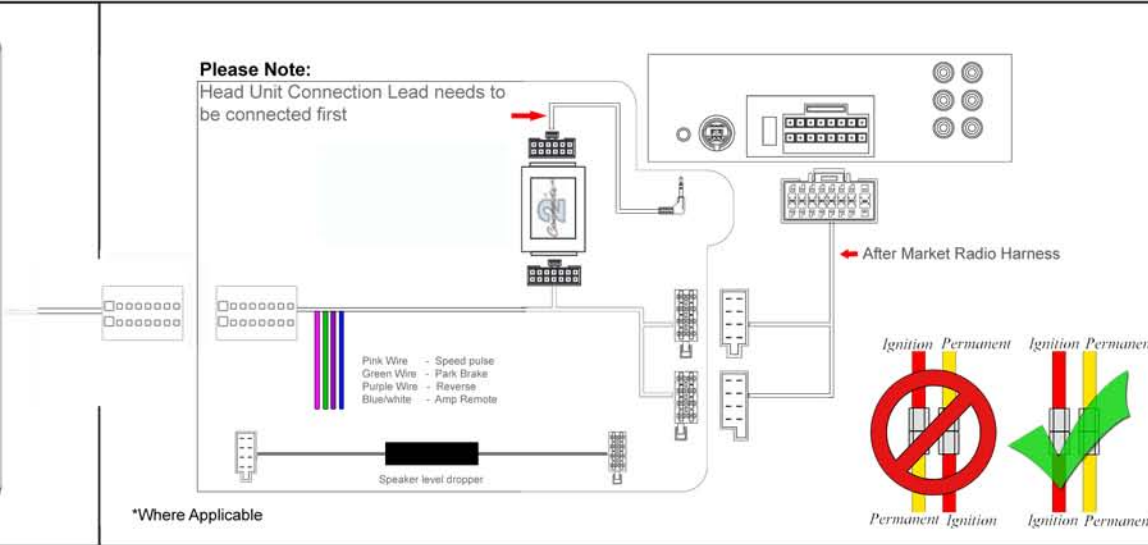 Please Note:
Head Unit Connection Lead needs to
be connected first
After Market Radio Harness
Pink Wire - Speed pulse
Green Wire - Park Brake
Purple Wire - Reverse
Blue/white - Amp Remote
Speaker level dropper
*Where Applicable
Ignition Permanent Ignition Permanent
Permanent Ignition Ignition Permanent